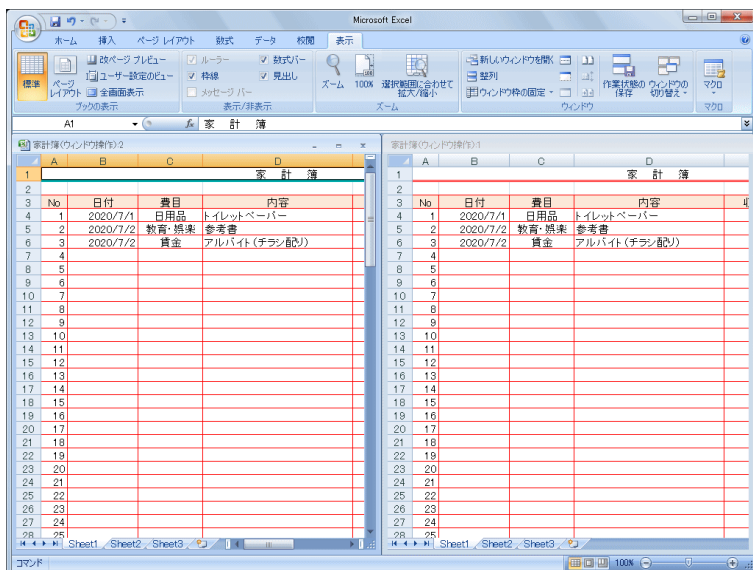 Microsoft Excel
ホーム 挿入 ページ レイアウト 数式 データ 校閲 表示
標準
ページ レイアウト
改ページ プレビュー
ユーザー設定のビュー
全画面表示
ブックの表示
ルーラー
枠線
メッセージ バー
数式バー
見出し
表示/非表示
ズーム
100%
選択範囲に合わせて 拡大/縮小
ズーム
新しいウィンドウを開く
整列
ウィンドウ枠の固定
作業状態の 保存
ウィンドウの 切り替え
ウィンドウ
マクロ
マクロ
A1 fx 家 計 簿
家計簿(ウィンドウ操作):2
A B C D
1 家 計 簿
2
3 No 日付 費目 内容
4 1 2020/7/1 日用品 トイレットペーパー
5 2 2020/7/2 教育・娯楽 参考書
6 3 2020/7/2 賃金 アルバイト(チラシ配り)
7 4
8 5
9 6
10 7
11 8
12 9
13 10
14 11
15 12
16 13
17 14
18 15
19 16
20 17
21 18
22 19
23 20
24 21
25 22
26 23
27 24
28 25
Sheet1 Sheet2 Sheet3
家計簿(ウィンドウ操作):1
A B C D
1 家 計 簿
2
3 No 日付 費目 内容
4 1 2020/7/1 日用品 トイレットペーパー
5 2 2020/7/2 教育・娯楽 参考書
6 3 2020/7/2 賃金 アルバイト(チラシ配り)
7 4
8 5
9 6
10 7
11 8
12 9
13 10
14 11
15 12
16 13
17 14
18 15
19 16
20 17
21 18
22 19
23 20
24 21
25 22
26 23
27 24
28 25
Sheet1 Sheet2 Sheet3
コマンド 100%